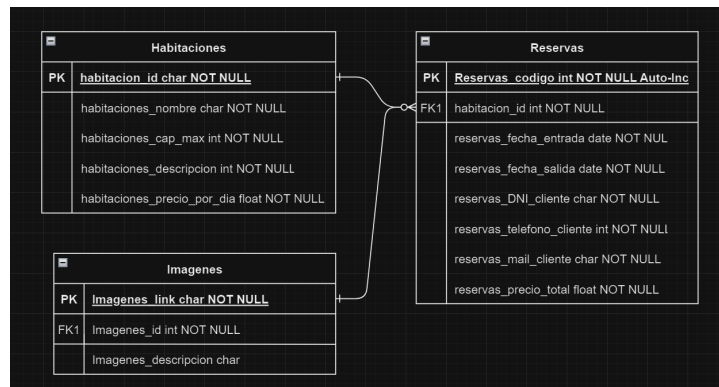 Habitaciones
PK habitacion_id char NOT NULL
habitaciones_nombre char NOT NULL
habitaciones_cap_max int NOT NULL
habitaciones_descripcion int NOT NULL
habitaciones_precio_por_dia float NOT NULL
Reservas
PK Reservas_codigo int NOT NULL Auto-Inc
FK1 habitacion_id int NOT NULL
reservas_fecha_entrada date NOT NUL
reservas_fecha_salida date NOT NULL
reservas_DNI_cliente char NOT NULL
reservas_telefono_cliente int NOT NULL
reservas_mail_cliente char NOT NULL
reservas_precio_total float NOT NULL
Imagenes
PK Imagenes_link char NOT NULL
FK1 Imagenes_id int NOT NULL
Imagenes_descripcion char